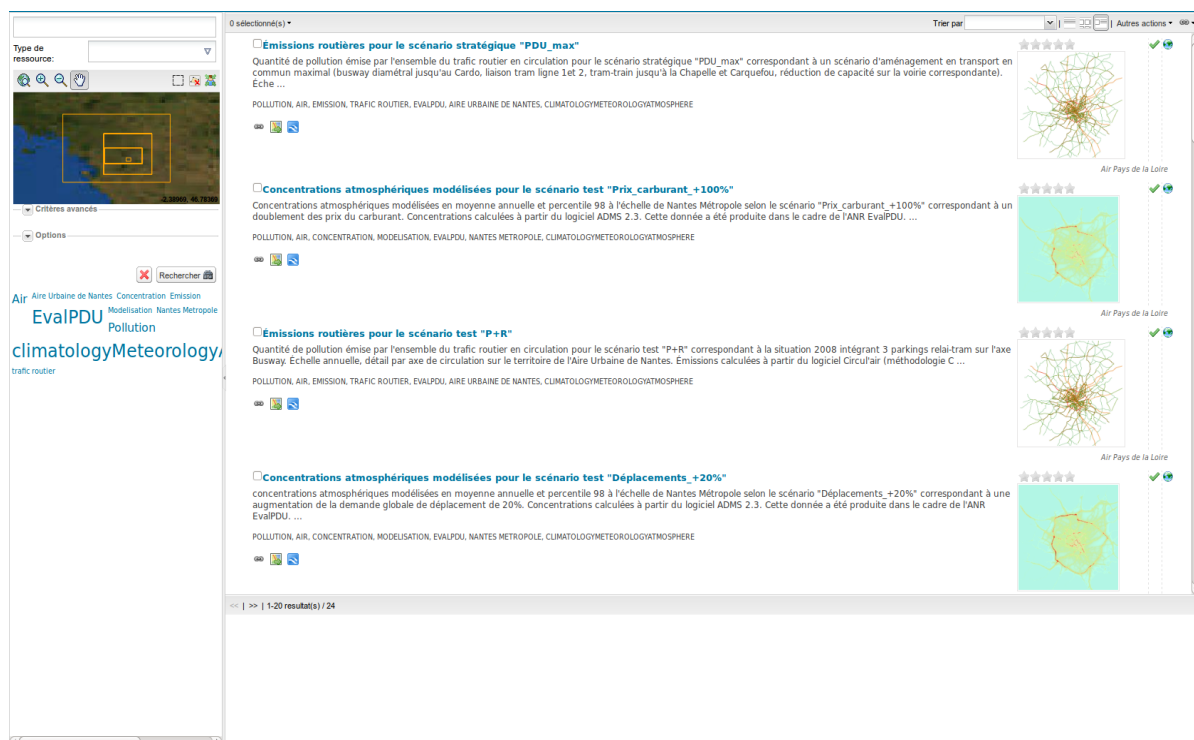 0 sélectionné(s)
Trier par
Autres actions
Type de
ressource:
Critères avancés
Options
Rechercher
Air Aire Urbaine de Nantes Concentration Emission
EvalPDU Modelisation Nantes Metropole
Pollution
climatologyMeteorologyA
trafic routier
Émissions routières pour le scénario stratégique "PDU_max"
Quantité de pollution émise par l'ensemble du trafic routier en circulation pour le scénario stratégique "PDU_max" correspondant à un scénario d'aménagement en transport en
commun maximal (busway diamétral jusqu'au Cardo, liaison tram ligne 1et 2, tram-train jusqu'à la Chapelle et Carquefou, réduction de capacité sur la voirie correspondante).
Éche ...
POLLUTION, AIR, EMISSION, TRAFIC ROUTIER, EVALPDU, AIRE URBAINE DE NANTES, CLIMATOLOGYMETEOROLOGYATMOSPHERE
Air Pays de la Loire
Concentrations atmosphériques modélisées pour le scénario test "Prix_carburant_+100%"
Concentrations atmosphériques modélisées en moyenne annuelle et percentile 98 à l'échelle de Nantes Métropole selon le scénario "Prix_carburant_+100%" correspondant à un
doublement des prix du carburant. Concentrations calculées à partir du logiciel ADMS 2.3. Cette donnée a été produite dans le cadre de l'ANR EvalPDU. ...
POLLUTION, AIR, CONCENTRATION, MODELISATION, EVALPDU, NANTES METROPOLE, CLIMATOLOGYMETEOROLOGYATMOSPHERE
Air Pays de la Loire
Émissions routières pour le scénario test "P+R"
Quantité de pollution émise par l'ensemble du trafic routier en circulation pour le scénario test "P+R" correspondant à la situation 2008 intégrant 3 parkings relai-tram sur l'axe
Busway. Échelle annuelle, détail par axe de circulation sur le territoire de l'Aire Urbaine de Nantes. Émissions calculées à partir du logiciel Circul'air (méthodologie C ...
POLLUTION, AIR, EMISSION, TRAFIC ROUTIER, EVALPDU, AIRE URBAINE DE NANTES, CLIMATOLOGYMETEOROLOGYATMOSPHERE
Air Pays de la Loire
Concentrations atmosphériques modélisées pour le scénario test "Déplacements_+20%"
concentrations atmosphériques modélisées en moyenne annuelle et percentile 98 à l'échelle de Nantes Métropole selon le scénario "Déplacements_+20%" correspondant à une
augmentation de la demande globale de déplacement de 20%. Concentrations calculées à partir du logiciel ADMS 2.3. Cette donnée a été produite dans le cadre de l'ANR
EvalPDU. ...
POLLUTION, AIR, CONCENTRATION, MODELISATION, EVALPDU, NANTES METROPOLE, CLIMATOLOGYMETEOROLOGYATMOSPHERE
<< | >> | 1-20 resultat(s) / 24